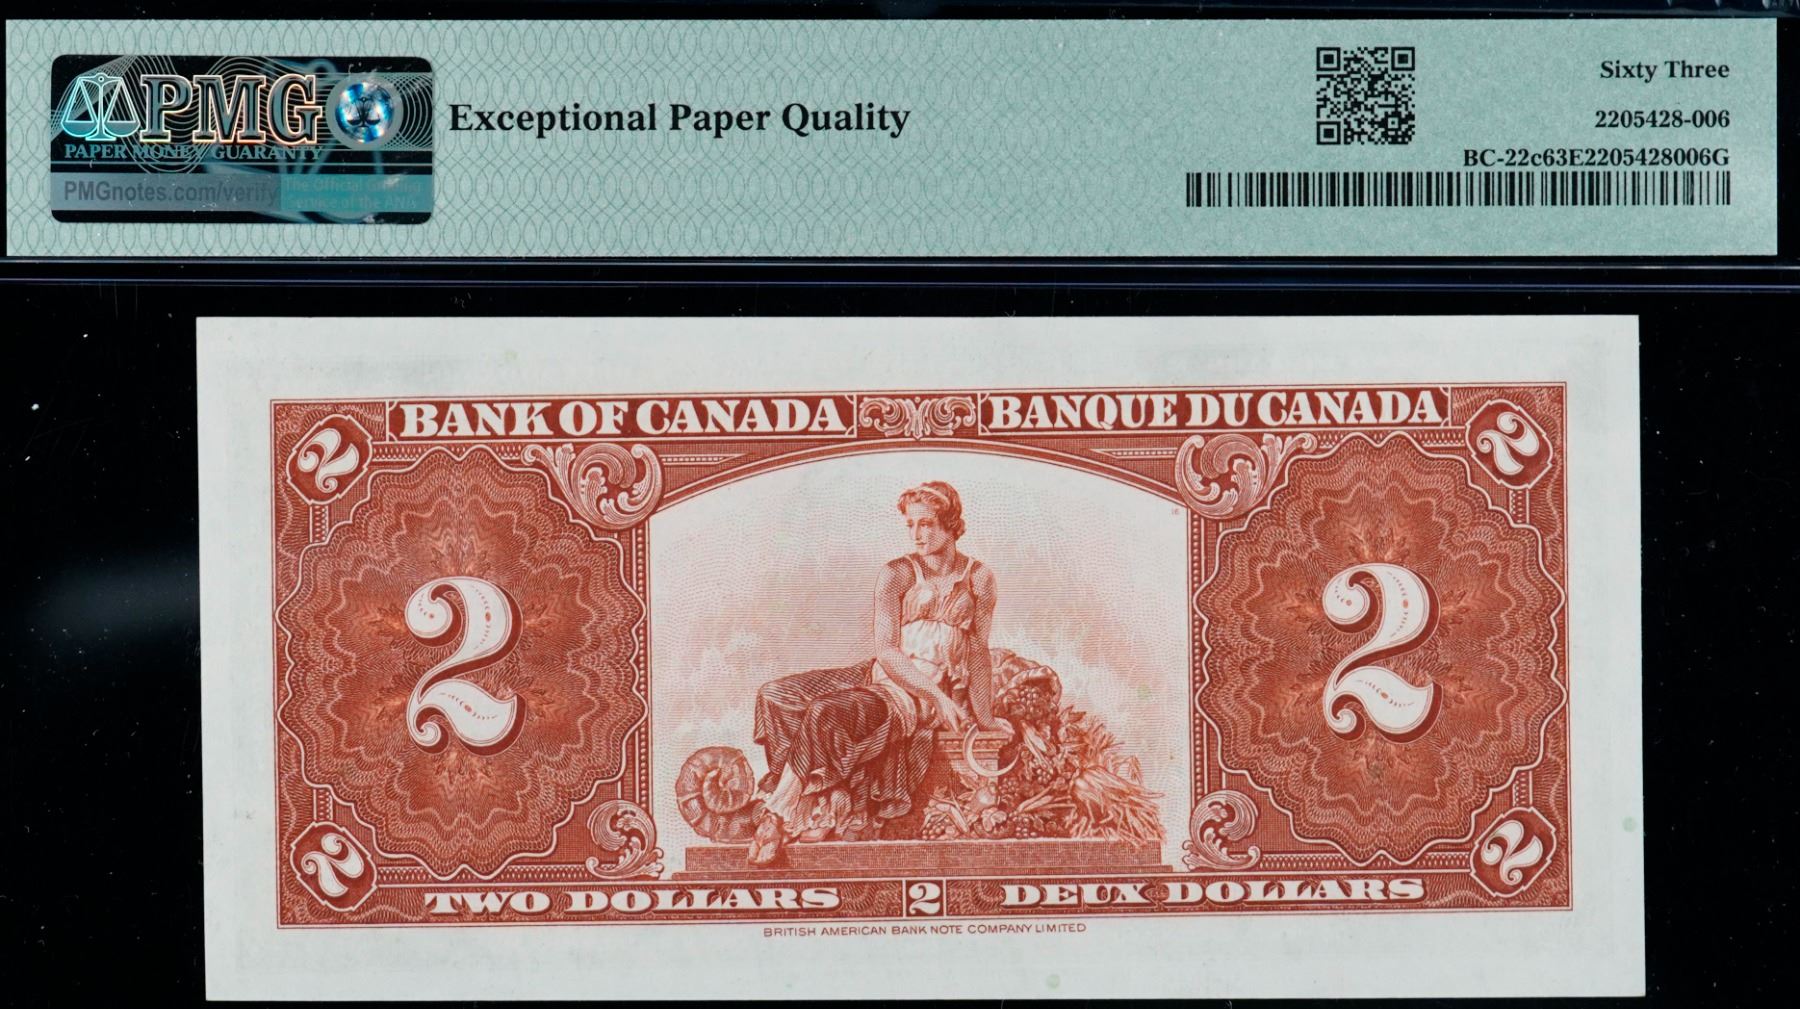 PMG
PAPER MONEY GUARANTY
PMGnotes.com/verify
The Official Grading
Service of the ANA
Exceptional Paper Quality
Sixty Three
2205428-006
BC-22c63E2205428006G
BANK OF CANADA BANQUE DU CANADA
2 2
16
2 2
2 2
TWO DOLLARS 2 DEUX DOLLARS
BRITISH AMERICAN BANK NOTE COMPANY LIMITED